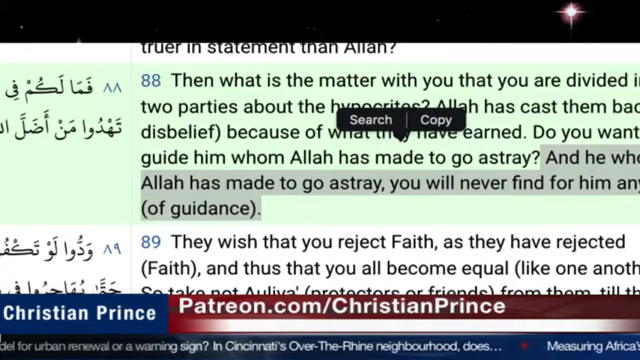 truer in statement than Allah?
88 Then what is the matter with you that you are divided in
two parties about the hypocrites? Allah has cast them bac
disbelief) because of what they have earned. Do you want
guide him whom Allah has made to go astray? And he who
Allah has made to go astray, you will never find for him any
(of guidance).
٨٨ فَمَا لَكُمْ فِى
تَهْدُوا مَنْ أَضَلَّ
Search Copy
89 They wish that you reject Faith, as they have rejected
(Faith), and thus that you all become equal (like one anoth
So take not Auliya' (protectors or friends) from them, till th
٨٩ وَدُّوا لَوْ تَكْفُ
Christian Prince
Patreon.com/ChristianPrince
del for urban renewal or a warning sign? In Cincinnati's Over-The-Rhine neighbourhood, does...
Measuring Africa's